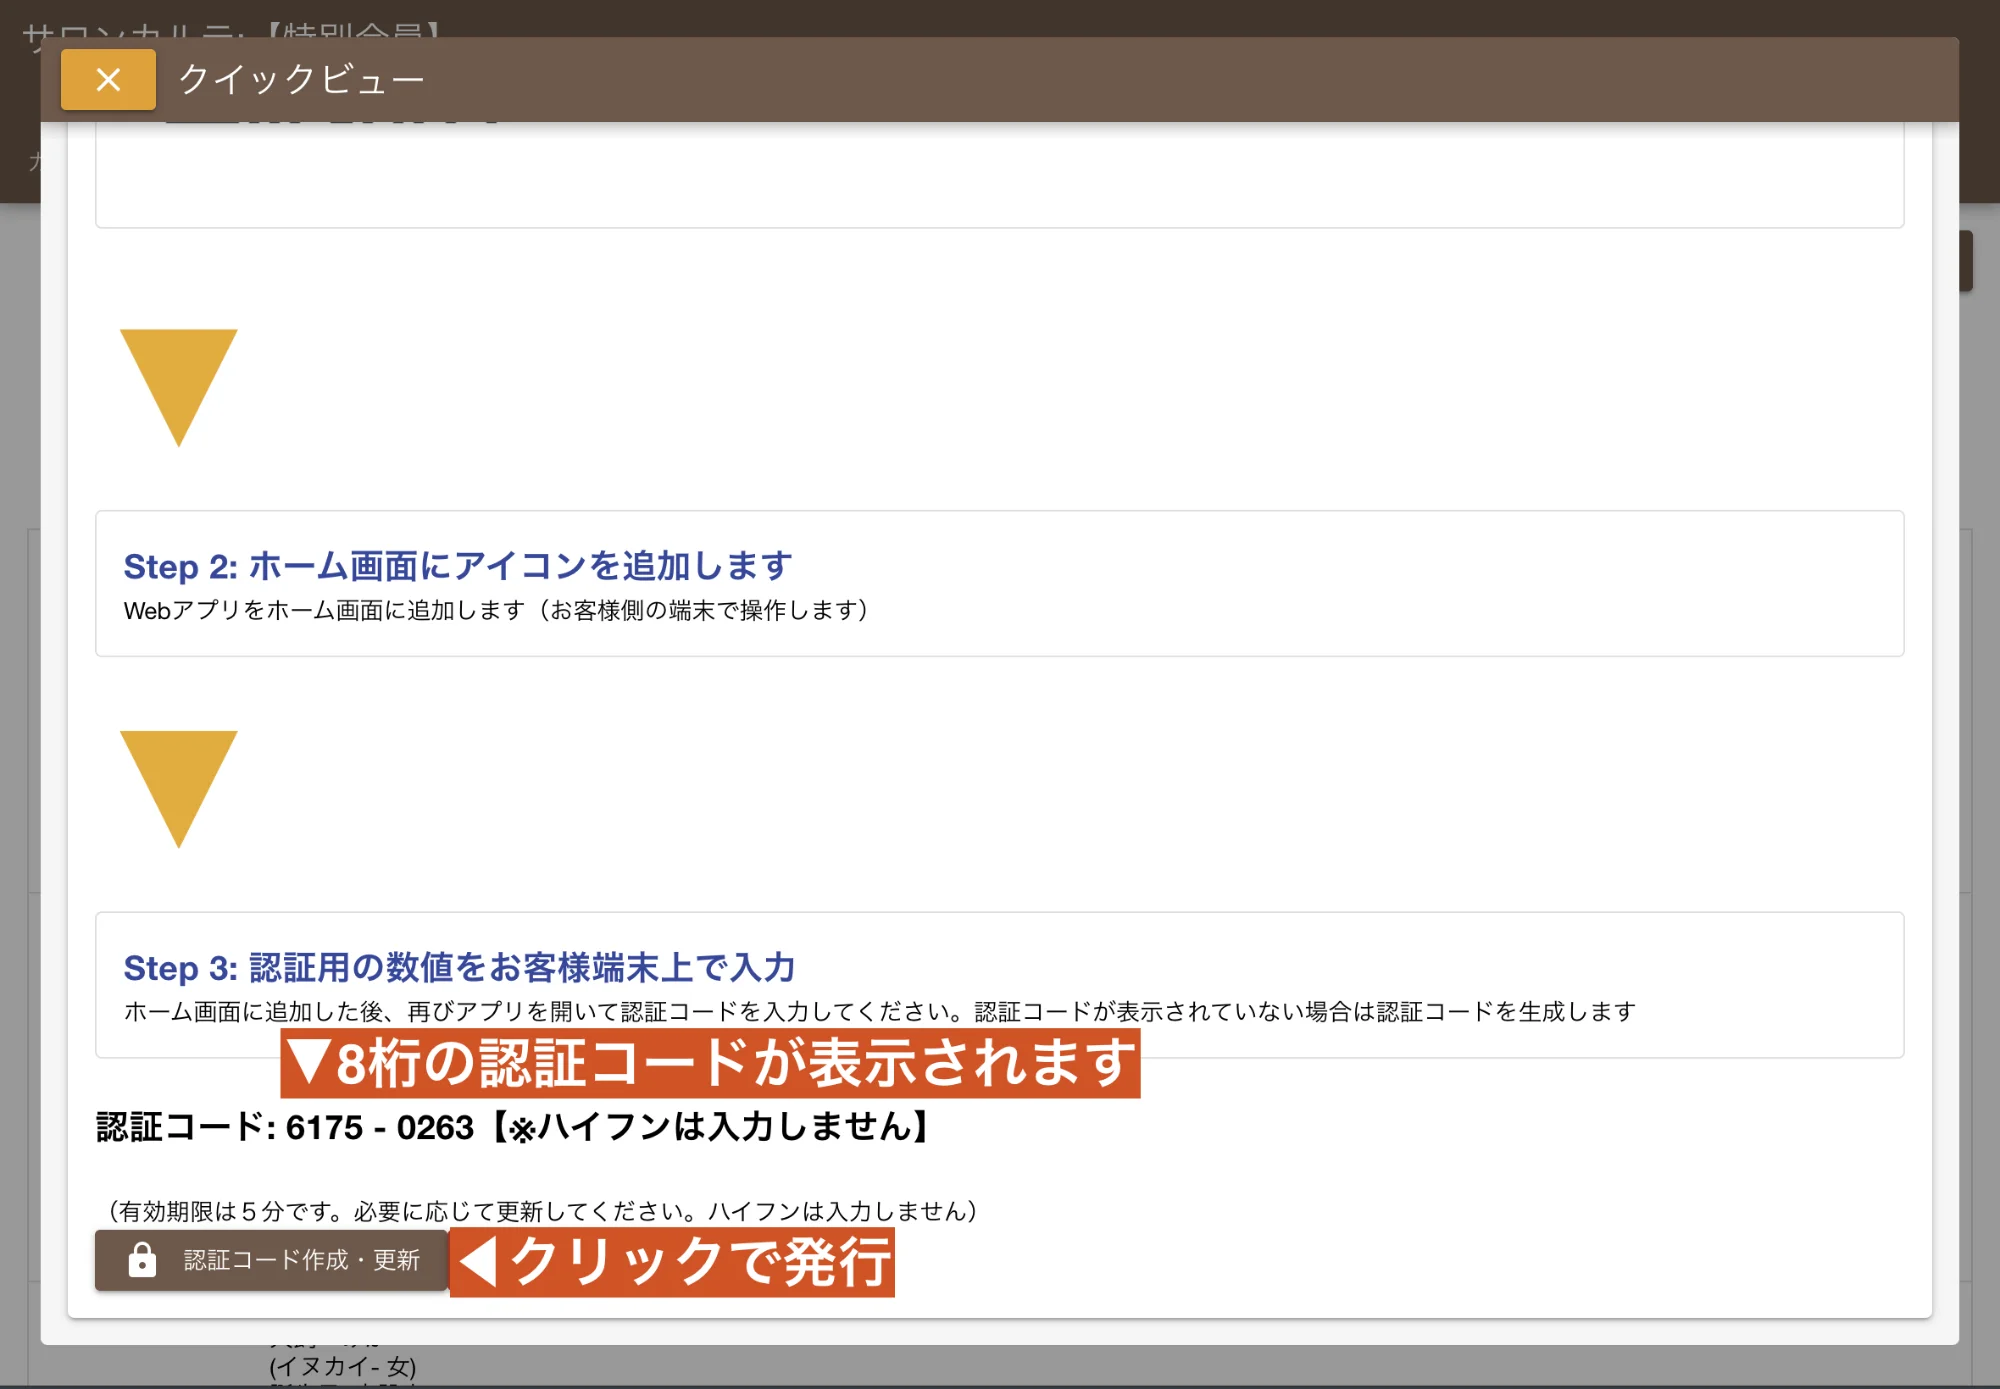 サロンカルテ:【特別会員】
クイックビュー
Step 2: ホーム画面にアイコンを追加します
Webアプリをホーム画面に追加します（お客様側の端末で操作します）
Step 3: 認証用の数値をお客様端末上で入力
ホーム画面に追加した後、再びアプリを開いて認証コードを入力してください。認証コードが表示されていない場合は認証コードを生成します
▼8桁の認証コードが表示されます
認証コード: 6175 - 0263【※ハイフンは入力しません】
（有効期限は５分です。必要に応じて更新してください。ハイフンは入力しません）
認証コード作成・更新
◀クリックで発行
(イヌカイ- 女)